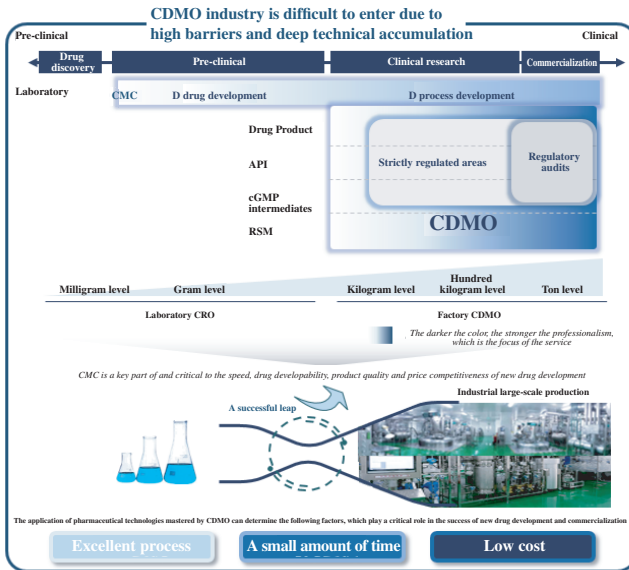 CDMO industry is difficult to enter due to
high barriers and deep technical accumulation
Pre-clinical
Clinical
Drug
discovery
Pre-clinical
Clinical research
Commercialization
Laboratory
CMC
D drug development
D process development
Drug Product
API
Strictly regulated areas
Regulatory
audits
cGMP
intermediates
RSM
CDMO
Milligram level
Gram level
Kilogram level
Hundred
kilogram level
Ton level
Laboratory CRO
Factory CDMO
The darker the color, the stronger the professionalism,
which is the focus of the service
CMC is a key part of and critical to the speed, drug developability, product quality and price competitiveness of new drug development
A successful leap
Industrial large-scale production
The application of pharmaceutical technologies mastered by CDMO can determine the following factors, which play a critical role in the success of new drug development and commercialization
Excellent process
A small amount of time
Low cost